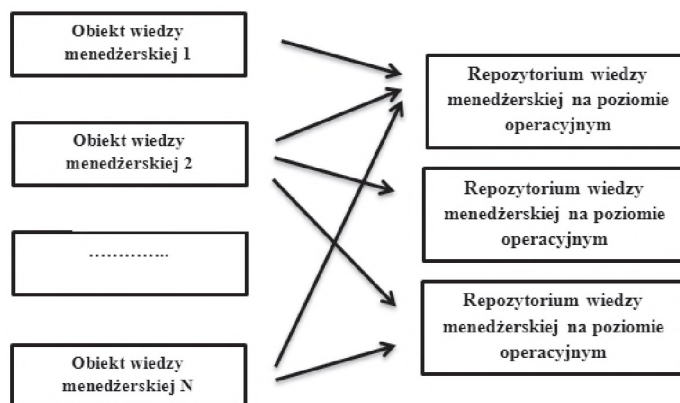 Obiekt wiedzy
menedżerskiej 1
Obiekt wiedzy
menedżerskiej 2
…………..
Obiekt wiedzy
menedżerskiej N
Repozytorium wiedzy
menedżerskiej na poziomie
operacyjnym
Repozytorium wiedzy
menedżerskiej na poziomie
operacyjnym
Repozytorium wiedzy
menedżerskiej na poziomie
operacyjnym